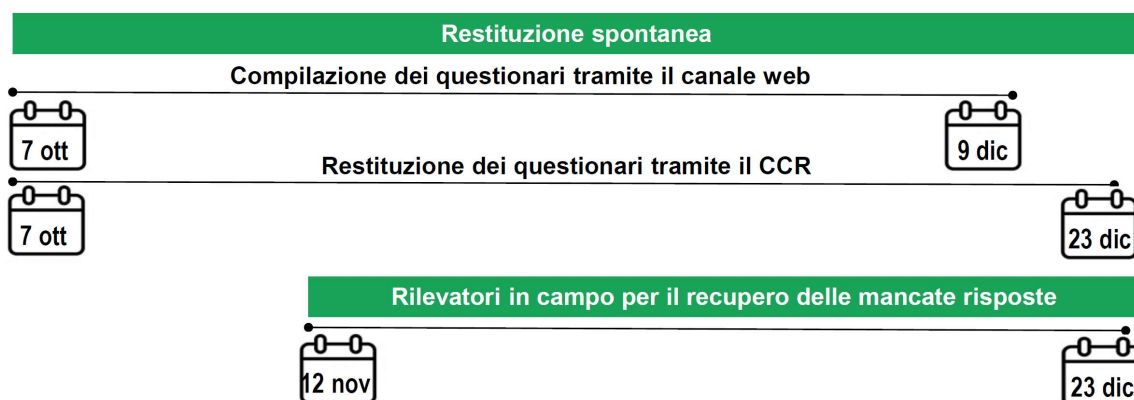 Restituzione spontanea
Compilazione dei questionari tramite il canale web
7 ott
9 dic
Restituzione dei questionari tramite il CCR
7 ott
23 dic
Rilevatori in campo per il recupero delle mancate risposte
12 nov
23 dic